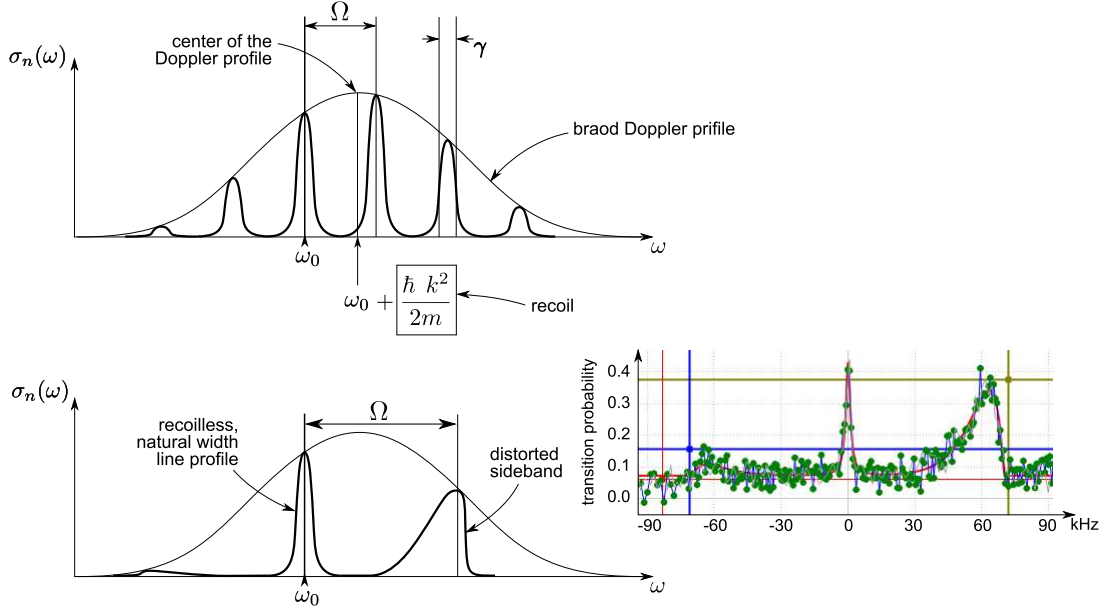 Ω
center of the
Doppler profile
γ
σn(ω)
braod Doppler prifile
ω
ω0
ω0 + ħ k²
2m
recoil
σn(ω)
Ω
recoilless,
natural width
line profile
distorted
sideband
ω
ω0
transition probability
0.4
0.3
0.2
0.1
0.0
-90 -60 -30 0 30 60 90 kHz